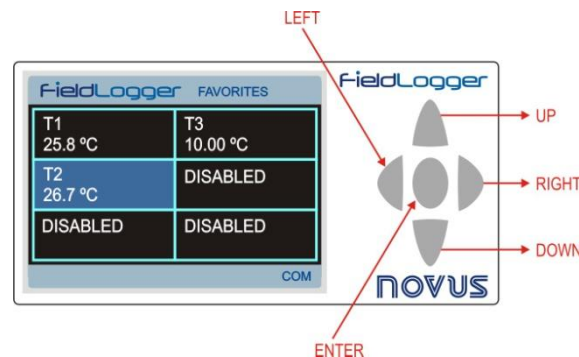 LEFT
FieldLogger FAVORITES
T1
25.8 ºC
T3
10.00 ºC
T2
26.7 ºC
DISABLED
DISABLED
DISABLED
COM
FieldLogger
UP
RIGHT
DOWN
novus
ENTER